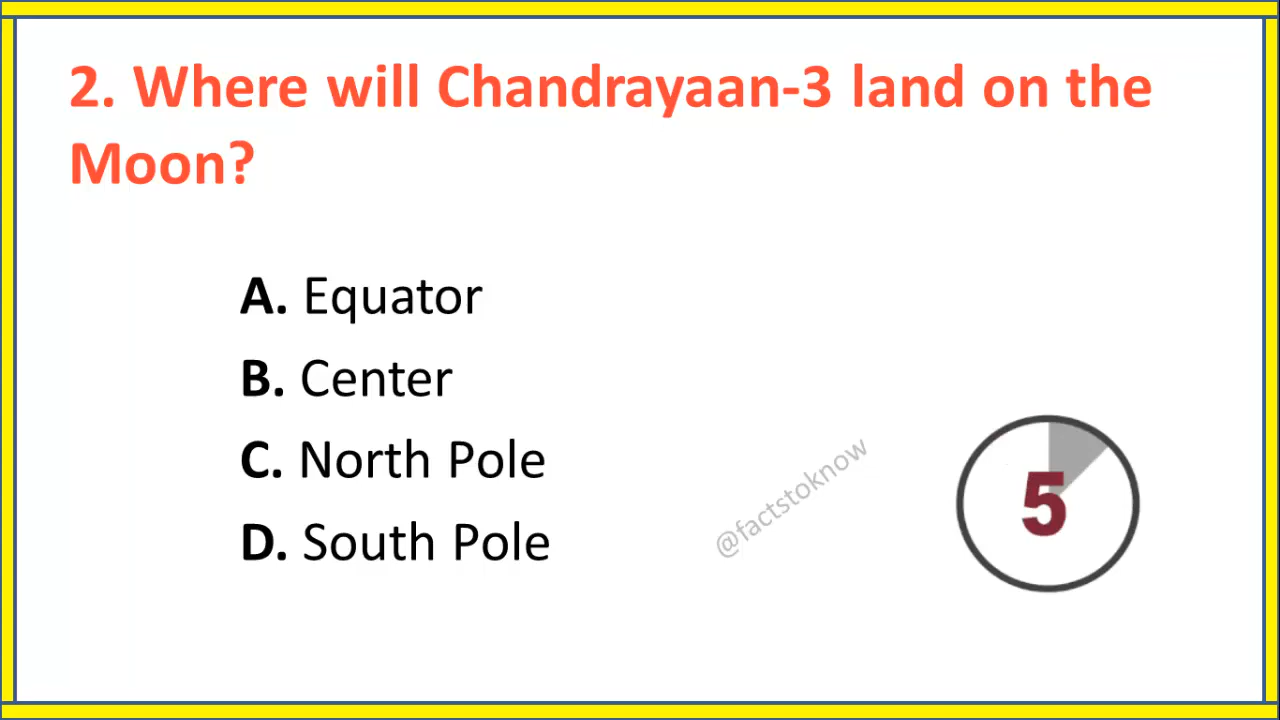 2. Where will Chandrayaan-3 land on the
Moon?
A. Equator
B. Center
C. North Pole
D. South Pole
@factstoknow
5